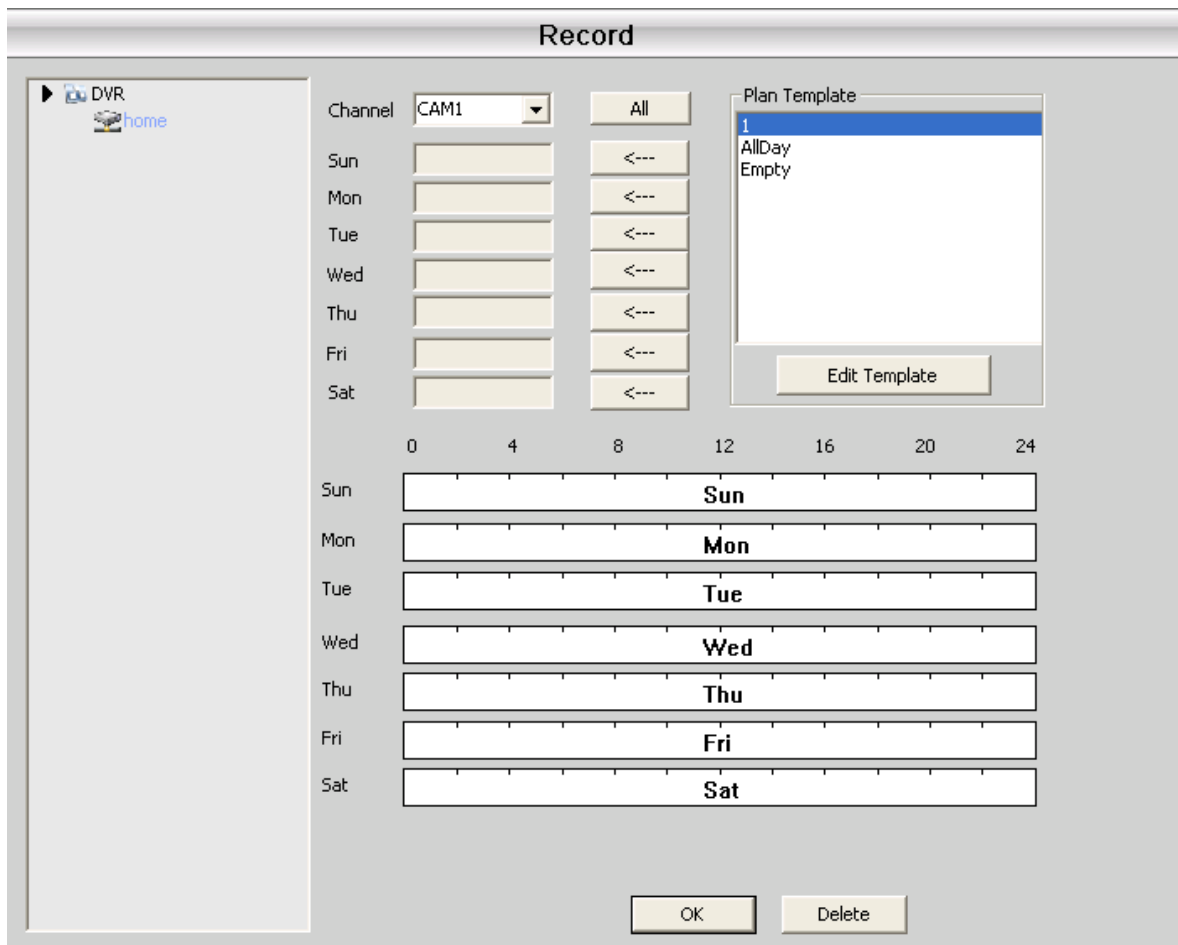 Record
DVR
home
Channel CAM1 All
Sun <---
Mon <---
Tue <---
Wed <---
Thu <---
Fri <---
Sat <---
Plan Template
1
AllDay
Empty
Edit Template
0 4 8 12 16 20 24
Sun Sun
Mon Mon
Tue Tue
Wed Wed
Thu Thu
Fri Fri
Sat Sat
OK Delete